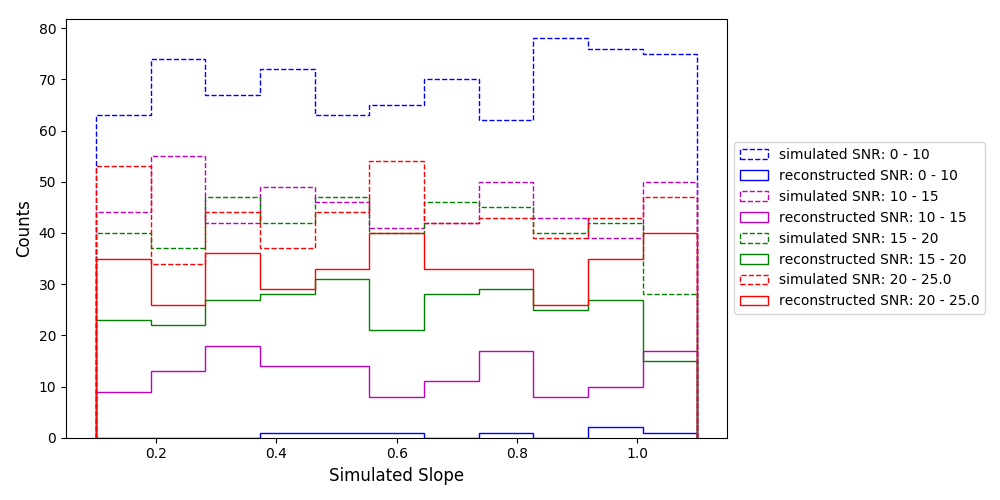 80
70
60
50
40
30
20
10
0
Counts
0.2 0.4 0.6 0.8 1.0
Simulated Slope
simulated SNR: 0 - 10
reconstructed SNR: 0 - 10
simulated SNR: 10 - 15
reconstructed SNR: 10 - 15
simulated SNR: 15 - 20
reconstructed SNR: 15 - 20
simulated SNR: 20 - 25.0
reconstructed SNR: 20 - 25.0